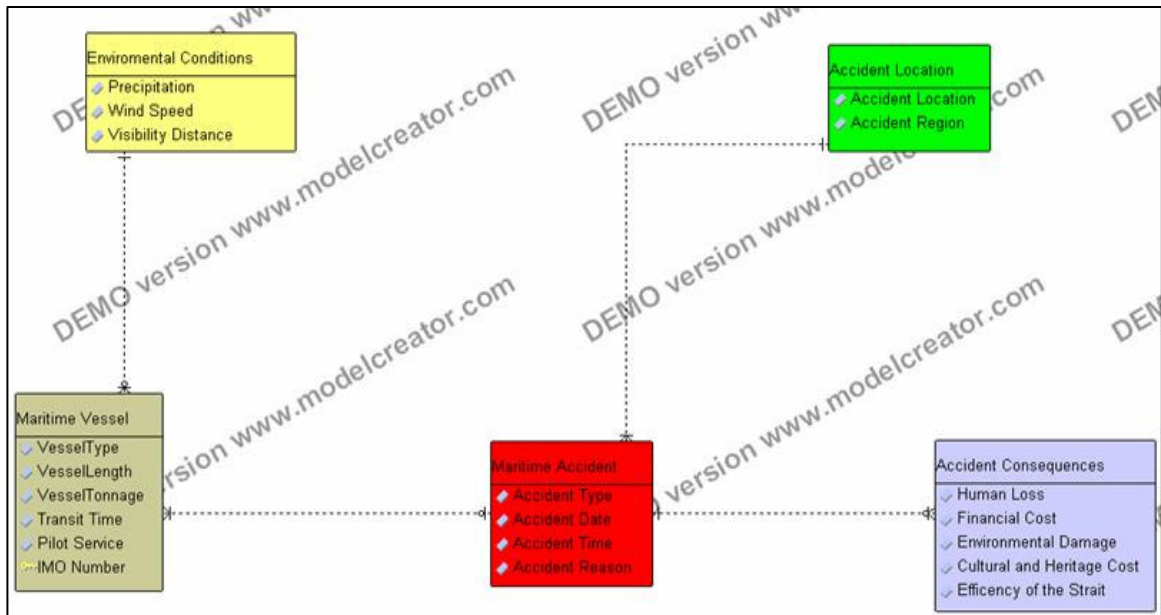 Enviromental Conditions
Precipitation
Wind Speed
Visibility Distance
Accident Location
Accident Location
Accident Region
Maritime Vessel
VesselType
VesselLength
VesselTonnage
Transit Time
Pilot Service
IMO Number
Maritime Accident
Accident Type
Accident Date
Accident Time
Accident Reason
Accident Consequences
Human Loss
Financial Cost
Environmental Damage
Cultural and Heritage Cost
Efficency of the Strait
DEMO version www.modelcreator.com
DEMO version www.modelcreator.com
DEMO version www.modelcreator.com
DEMO version www.modelcreator.com